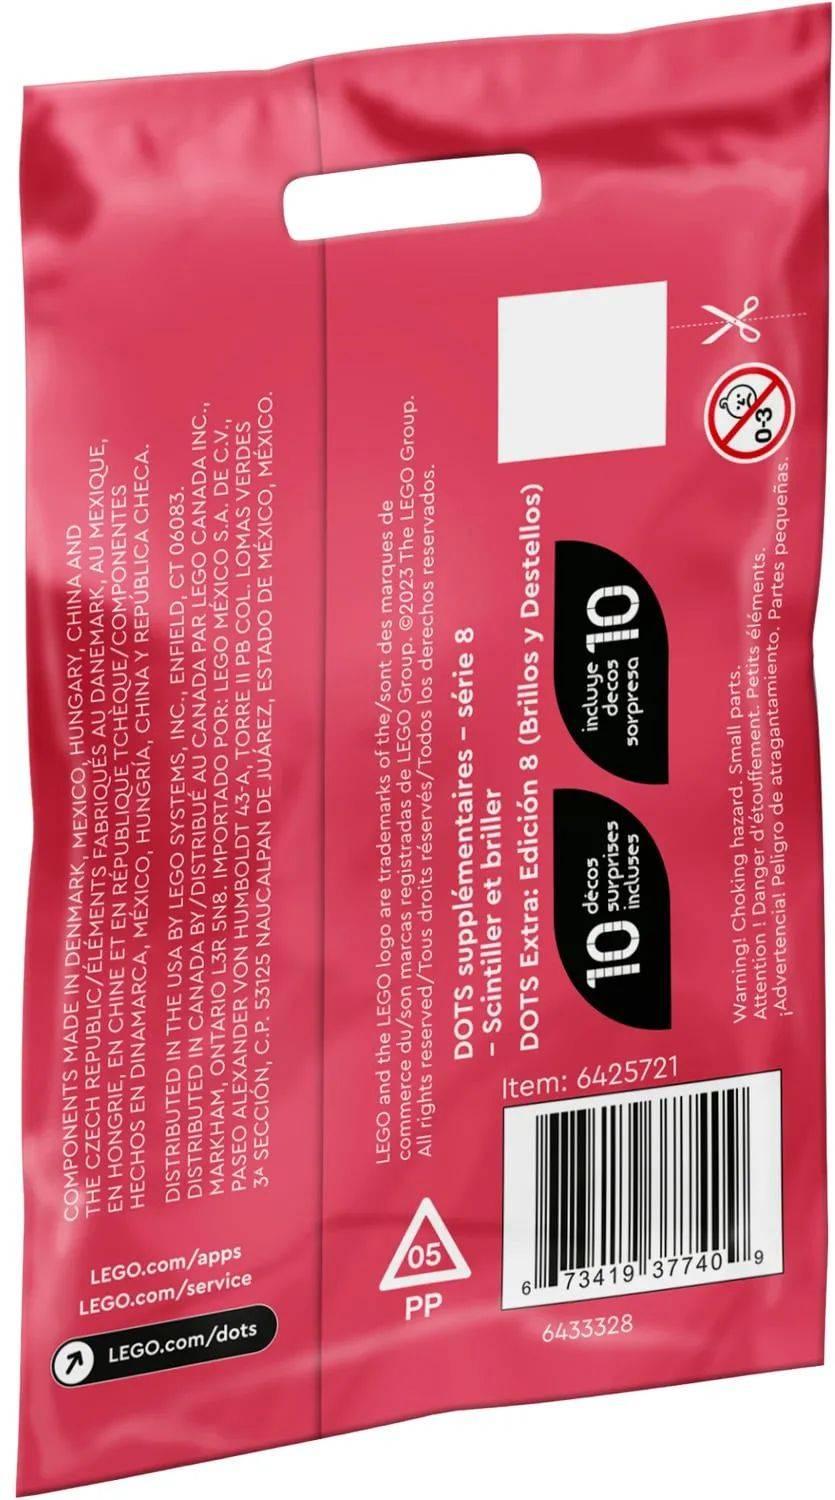 COMPONENTS MADE IN DENMARK, MEXICO, HUNGARY, CHINA AND
THE CZECH REPUBLIC/ÉLÉMENTS FABRIQUÉS AU DANEMARK, AU MEXIQUE,
EN HONGRIE, EN CHINE ET EN RÉPUBLIQUE TCHÈQUE/COMPONENTES
HECHOS EN DINAMARCA, MÉXICO, HUNGRÍA, CHINA Y REPÚBLICA CHECA.
DISTRIBUTED IN THE USA BY LEGO SYSTEMS, INC., ENFIELD, CT 06083.
DISTRIBUTED IN CANADA BY/DISTRIBUÉ AU CANADA PAR LEGO CANADA INC.,
MARKHAM, ONTARIO L3R 5N8. IMPORTADO POR: LEGO MÉXICO S.A. DE C.V.,
PASEO ALEXANDER VON HUMBOLDT 43-A, TORRE II PB COL. LOMAS VERDES
3A SECCIÓN, C.P. 53125 NAUCALPAN DE JUÁREZ, ESTADO DE MÉXICO, MÉXICO.
LEGO.com/apps
LEGO.com/service
LEGO.com/dots
LEGO and the LEGO logo are trademarks of the/sont des marques de
commerce du/son marcas registradas de LEGO Group. ©2023 The LEGO Group.
All rights reserved/Tous droits réservés/Todos los derechos reservados.
DOTS supplémentaires – série 8
– Scintiller et briller
DOTS Extra: Edición 8 (Brillos y Destellos)
10 décos
surprises
incluses
incluye
decos
sorpresa 10
Warning! Choking hazard. Small parts.
Attention ! Danger d'étouffement. Petits éléments.
¡Advertencia! Peligro de atragantamiento. Partes pequeñas.
0-3
05
PP
Item: 6425721
6 73419 37740 9
6433328